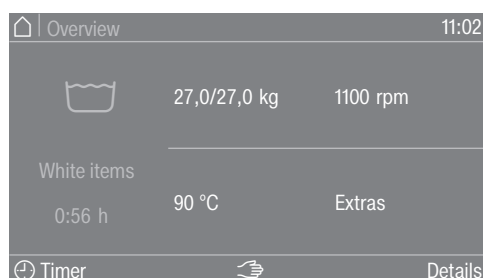 Overview 11:02
27,0/27,0 kg 1100 rpm
White items
0:56 h
90 °C Extras
Timer Details